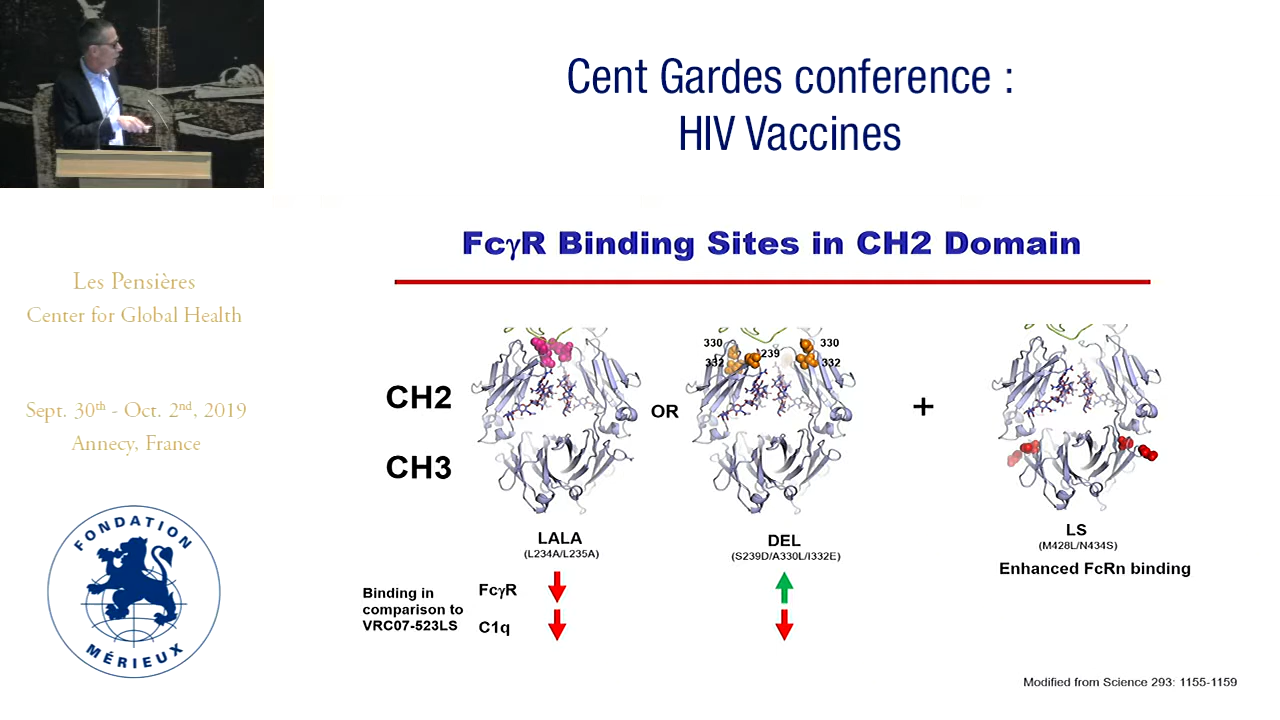 Cent Gardes conference :
HIV Vaccines
Les Pensières
Center for Global Health
Sept. 30th - Oct. 2nd, 2019
Annecy, France
FONDATION
MÉRIEUX
FcγR Binding Sites in CH2 Domain
CH2
CH3
OR
330
332
239
330
332
+
LALA
(L234A/L235A)
DEL
(S239D/A330L/I332E)
LS
(M428L/N434S)
Enhanced FcRn binding
Binding in
comparison to
VRC07-523LS
FcγR
C1q
Modified from Science 293: 1155-1159